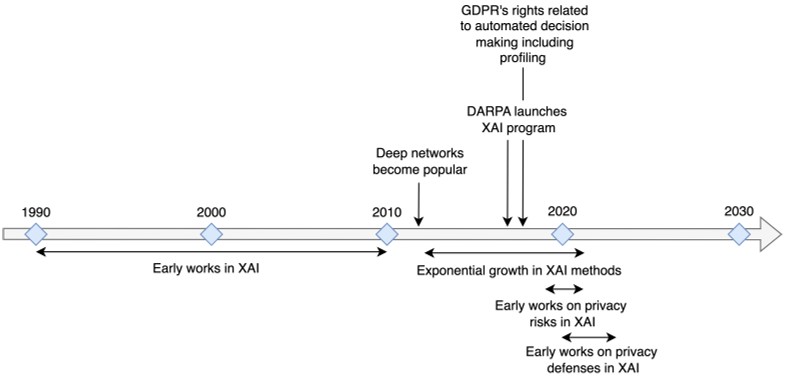 GDPR's rights related
to automated decision
making including
profiling
DARPA launches
XAI program
Deep networks
become popular
1990
2000
2010
2020
2030
Early works in XAI
Exponential growth in XAI methods
Early works on privacy
risks in XAI
Early works on privacy
defenses in XAI